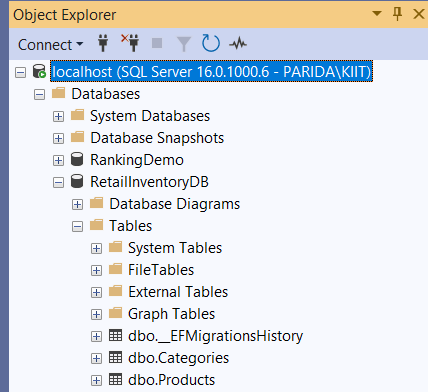 Object Explorer
Connect
localhost (SQL Server 16.0.1000.6 - PARIDA\KIIT)
Databases
System Databases
Database Snapshots
RankingDemo
RetailInventoryDB
Database Diagrams
Tables
System Tables
FileTables
External Tables
Graph Tables
dbo.__EFMigrationsHistory
dbo.Categories
dbo.Products